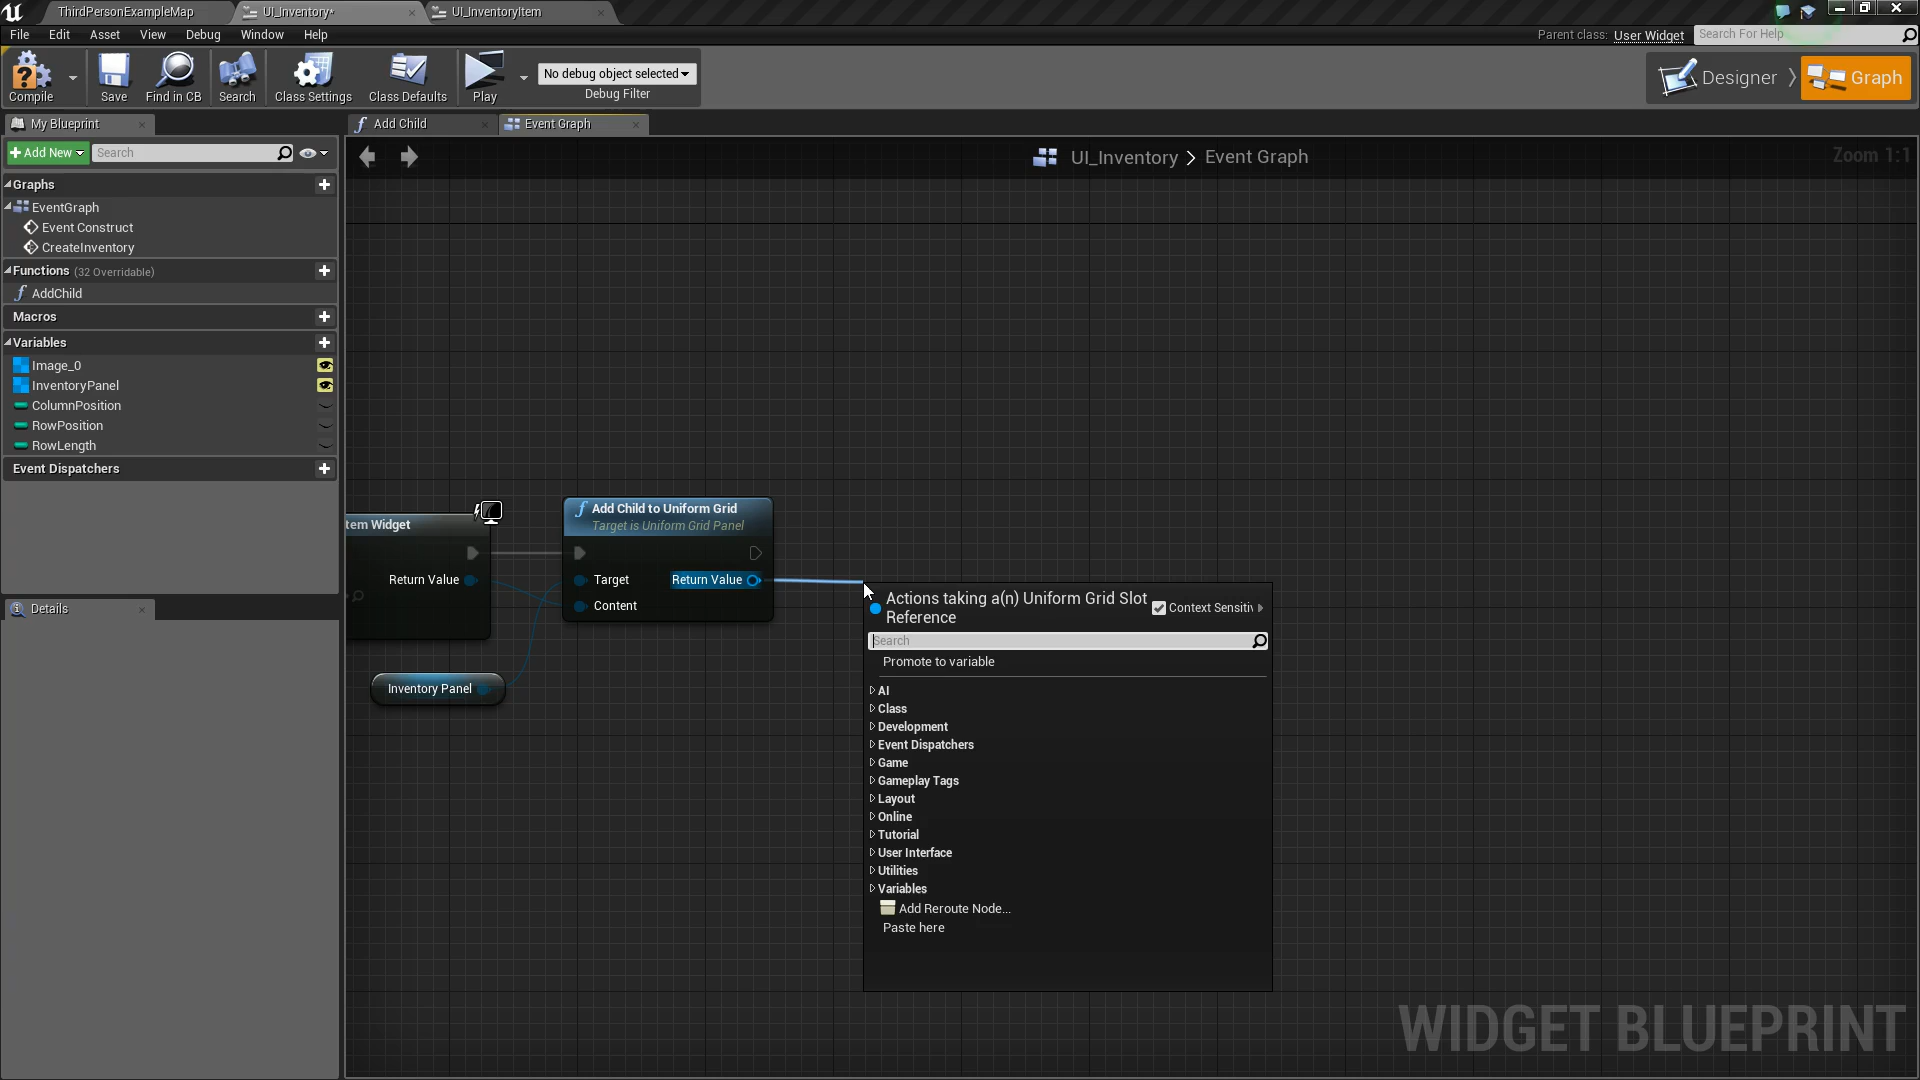 ThirdPersonExampleMap
UI_Inventory*
UI_InventoryItem
File Edit Asset View Debug Window Help
Parent class: User Widget
Search For Help
Compile
Save
Find in CB
Search
Class Settings
Class Defaults
Play
No debug object selected
Debug Filter
Designer
Graph
My Blueprint
Add Child
Event Graph
Add New
Search
UI_Inventory > Event Graph
Zoom 1:1
Graphs
EventGraph
Event Construct
CreateInventory
Functions (32 Overridable)
AddChild
Macros
Variables
Image_0
InventoryPanel
ColumnPosition
RowPosition
RowLength
Event Dispatchers
Details
tem Widget
Return Value
Add Child to Uniform Grid
Target is Uniform Grid Panel
Target
Return Value
Content
Inventory Panel
Actions taking a(n) Uniform Grid Slot
Reference
Context Sensitiv
Search
Promote to variable
AI
Class
Development
Event Dispatchers
Game
Gameplay Tags
Layout
Online
Tutorial
User Interface
Utilities
Variables
Add Reroute Node...
Paste here
WIDGET BLUEPRINT